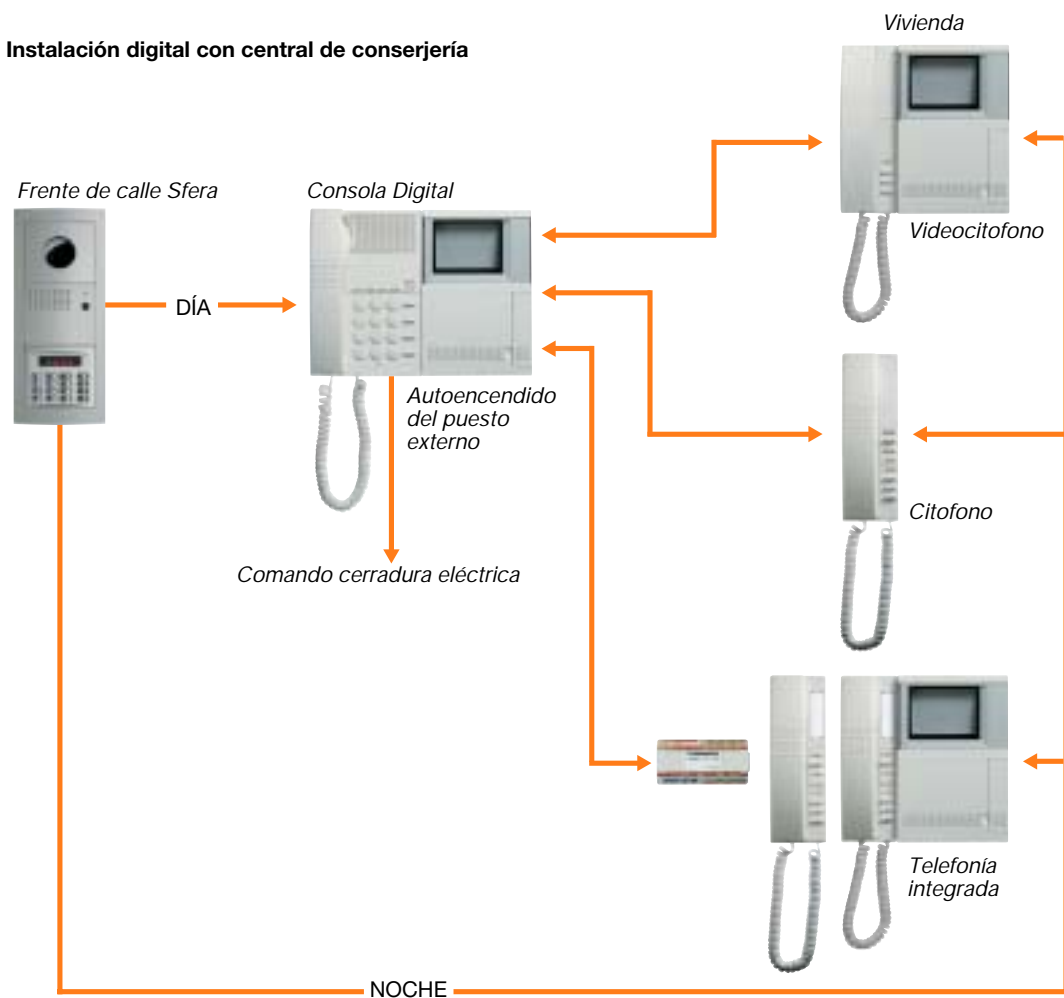 Instalación digital con central de conserjería
Vivienda
Frente de calle Sfera
Consola Digital
Videocitofono
DÍA
Autoencendido
del puesto
externo
Citofono
Comando cerradura eléctrica
Telefonía
integrada
NOCHE